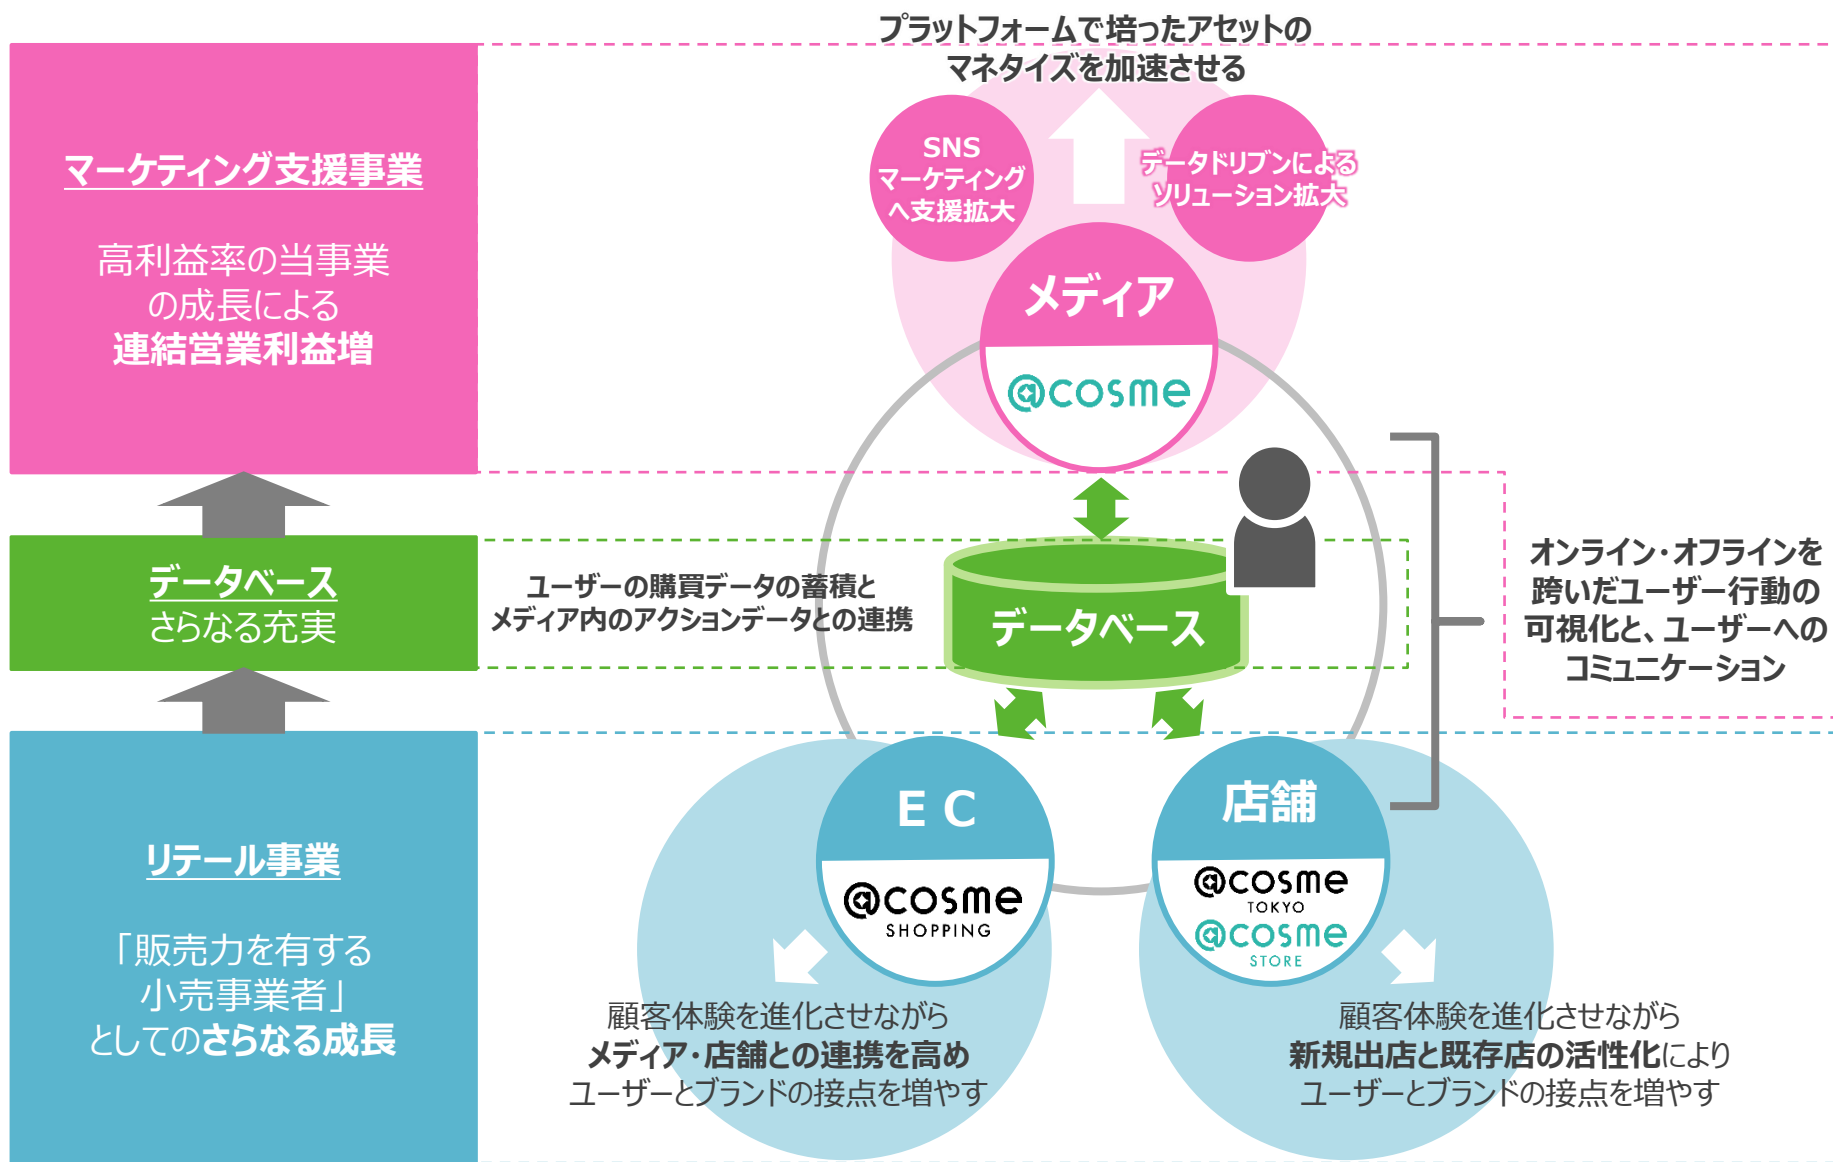 プラットフォームで培ったアセットの
マネタイズを加速させる
マーケティング支援事業
高利益率の当事業
の成長による
連結営業利益増
SNS
マーケティング
へ支援拡大
データドリブンによる
ソリューション拡大
メディア
@cosme
データベース
さらなる充実
ユーザーの購買データの蓄積と
メディア内のアクションデータとの連携
データベース
オンライン・オフラインを
跨いだユーザー行動の
可視化と、ユーザーへの
コミュニケーション
リテール事業
「販売力を有する
小売事業者」
としてのさらなる成長
EC
@cosme
SHOPPING
顧客体験を進化させながら
メディア・店舗との連携を高め
ユーザーとブランドの接点を増やす
店舗
@cosme
TOKYO
@cosme
STORE
顧客体験を進化させながら
新規出店と既存店の活性化により
ユーザーとブランドの接点を増やす